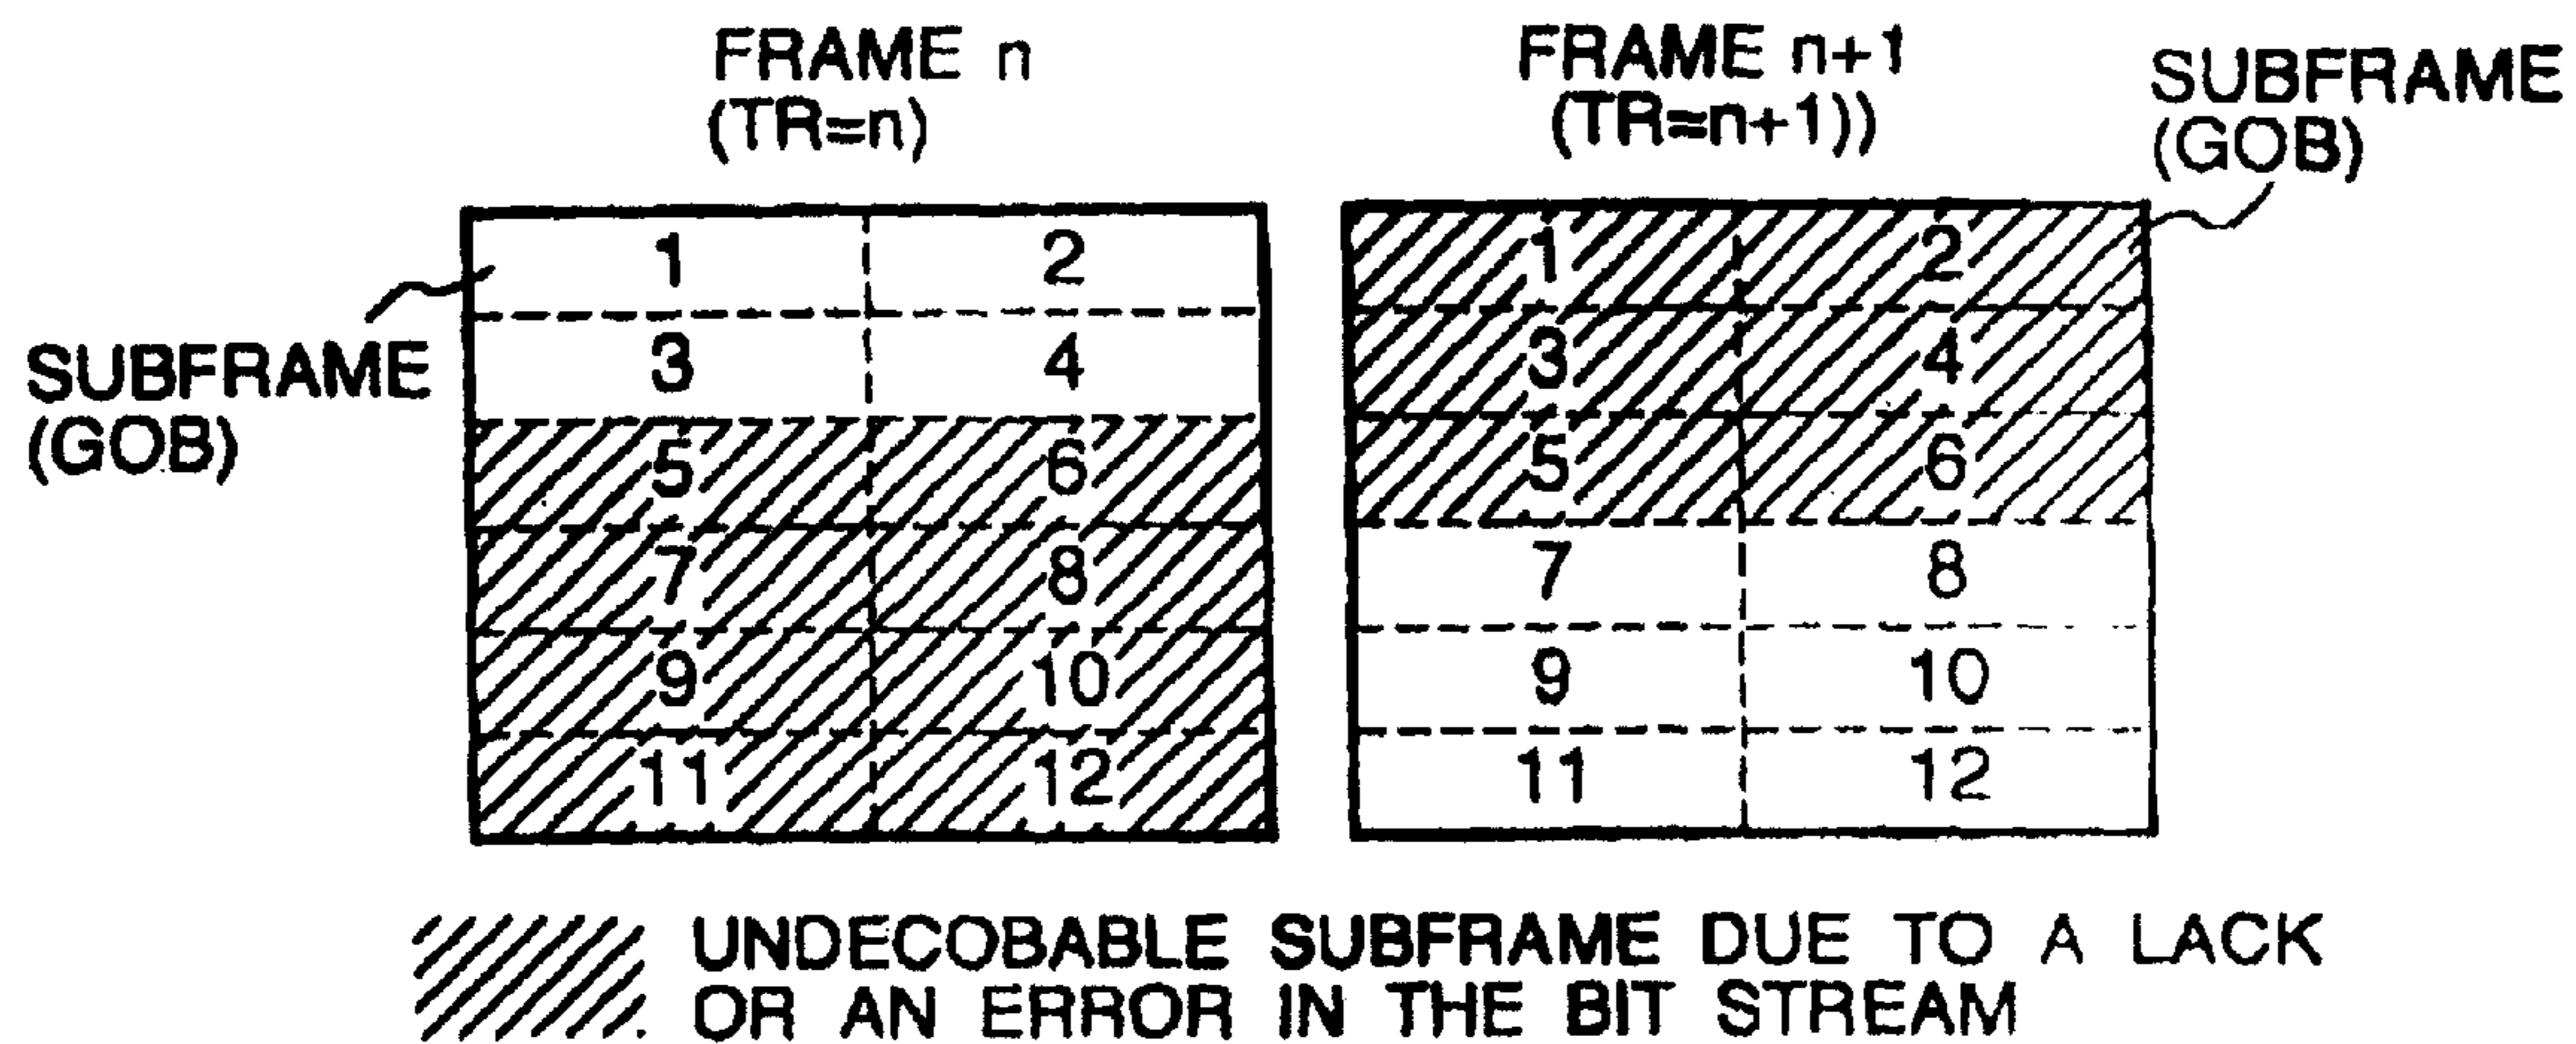 FRAME n
(TR=n)
FRAME n+1
(TR=n+1))
SUBFRAME
(GOB)
SUBFRAME
(GOB)
1 2
3 4
5 6
7 8
9 10
11 12
1 2
3 4
5 6
7 8
9 10
11 12
UNDECOBABLE SUBFRAME DUE TO A LACK
OR AN ERROR IN THE BIT STREAM